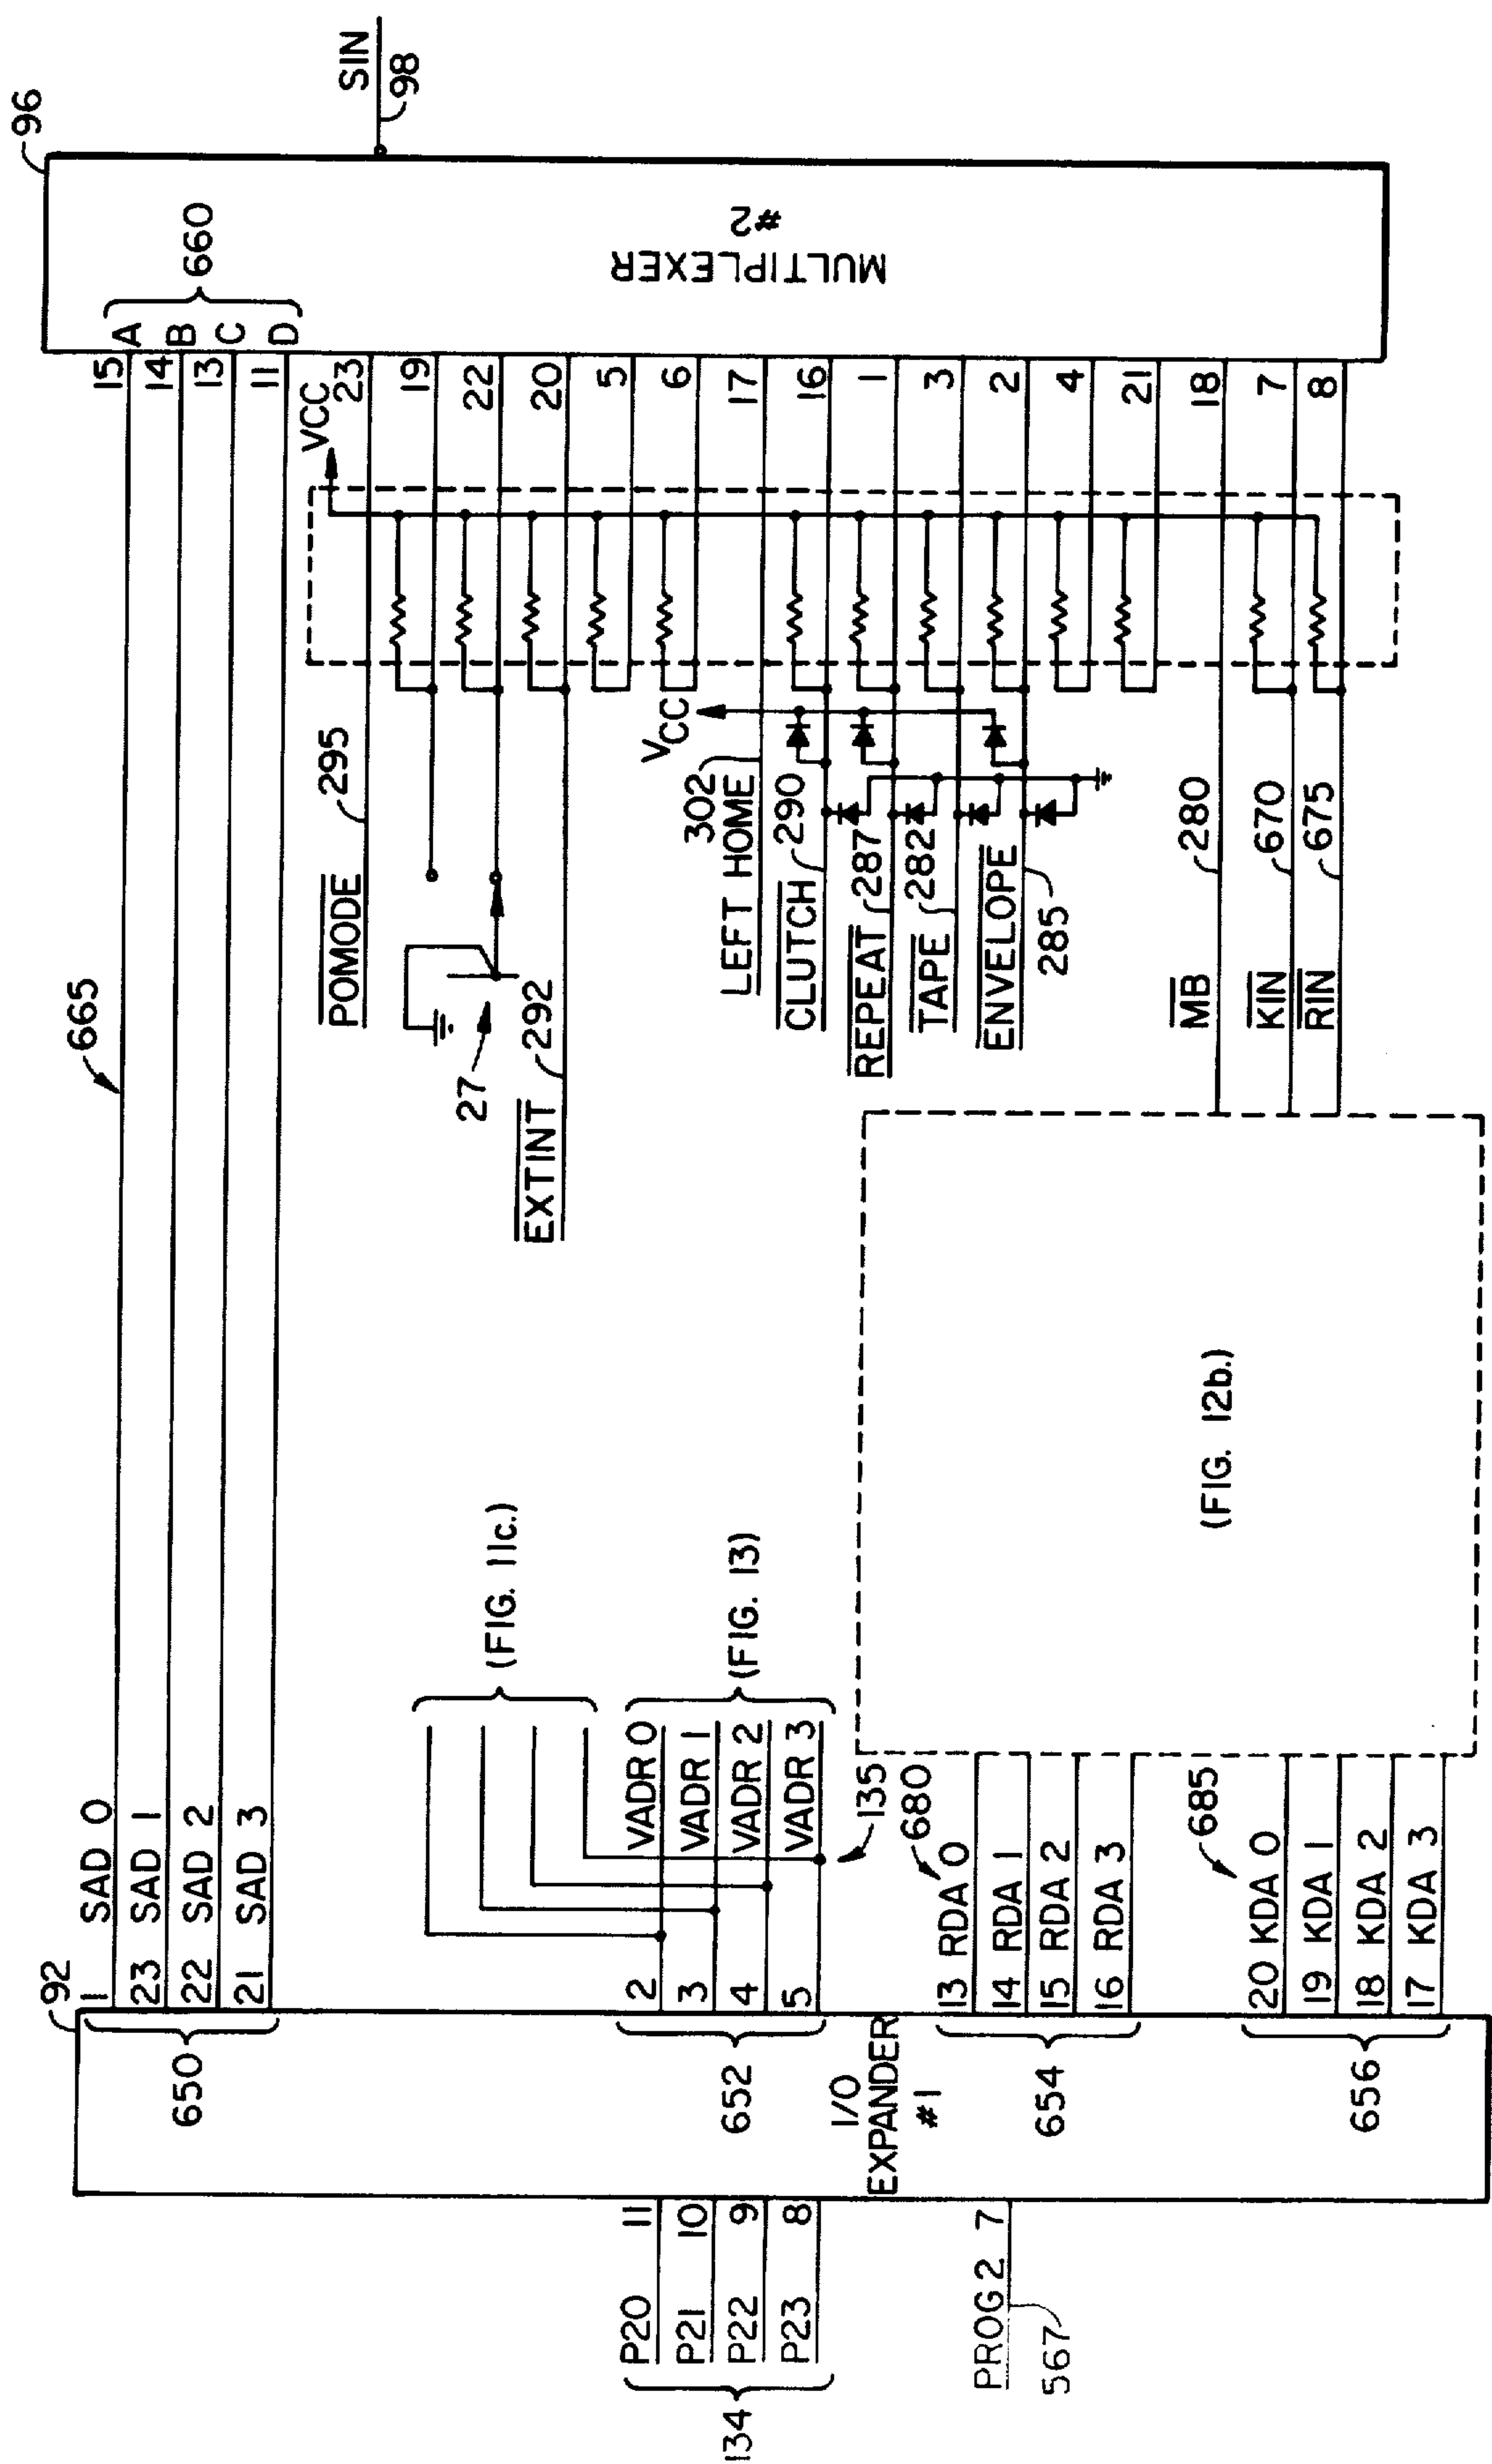 92
1 SAD 0
23 SAD 1
22 SAD 2
21 SAD 3
650
665
15 A
14 B
13 C
11 D
660
96
MULTIPLEXER
#2
SIN
98
VCC
23
19
22
20
5
6
17
16
1
3
2
4
21
18
7
8
POMODE
295
27
EXTINT
292
VCC
302
LEFT HOME
CLUTCH
290
REPEAT
287
TAPE
282
ENVELOPE
285
MB
280
KIN
670
RIN
675
(FIG. 11c.)
2
3
4
5
VADR 0
VADR 1
VADR 2
VADR 3
(FIG. 13)
135
652
I/O
EXPANDER
#1
680
13 RDA 0
14 RDA 1
15 RDA 2
16 RDA 3
654
685
20 KDA 0
19 KDA 1
18 KDA 2
17 KDA 3
656
(FIG. 12b.)
P20 11
P21 10
P22 9
P23 8
134
PROG 2 7
567